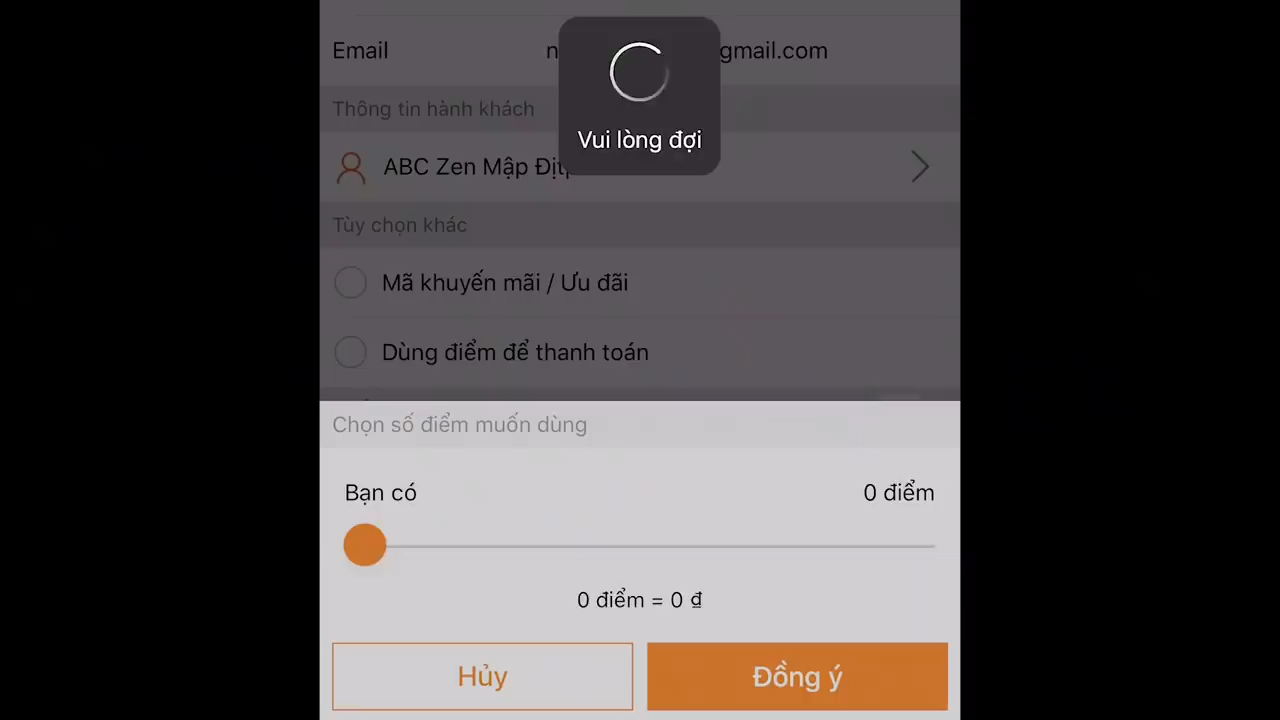 Email
gmail.com
Vui lòng đợi
Thông tin hành khách
ABC Zen Mập
Tùy chọn khác
Mã khuyến mãi / Ưu đãi
Dùng điểm để thanh toán
Chọn số điểm muốn dùng
Bạn có 0 điểm
0 điểm = 0 ₫
Hủy Đồng ý